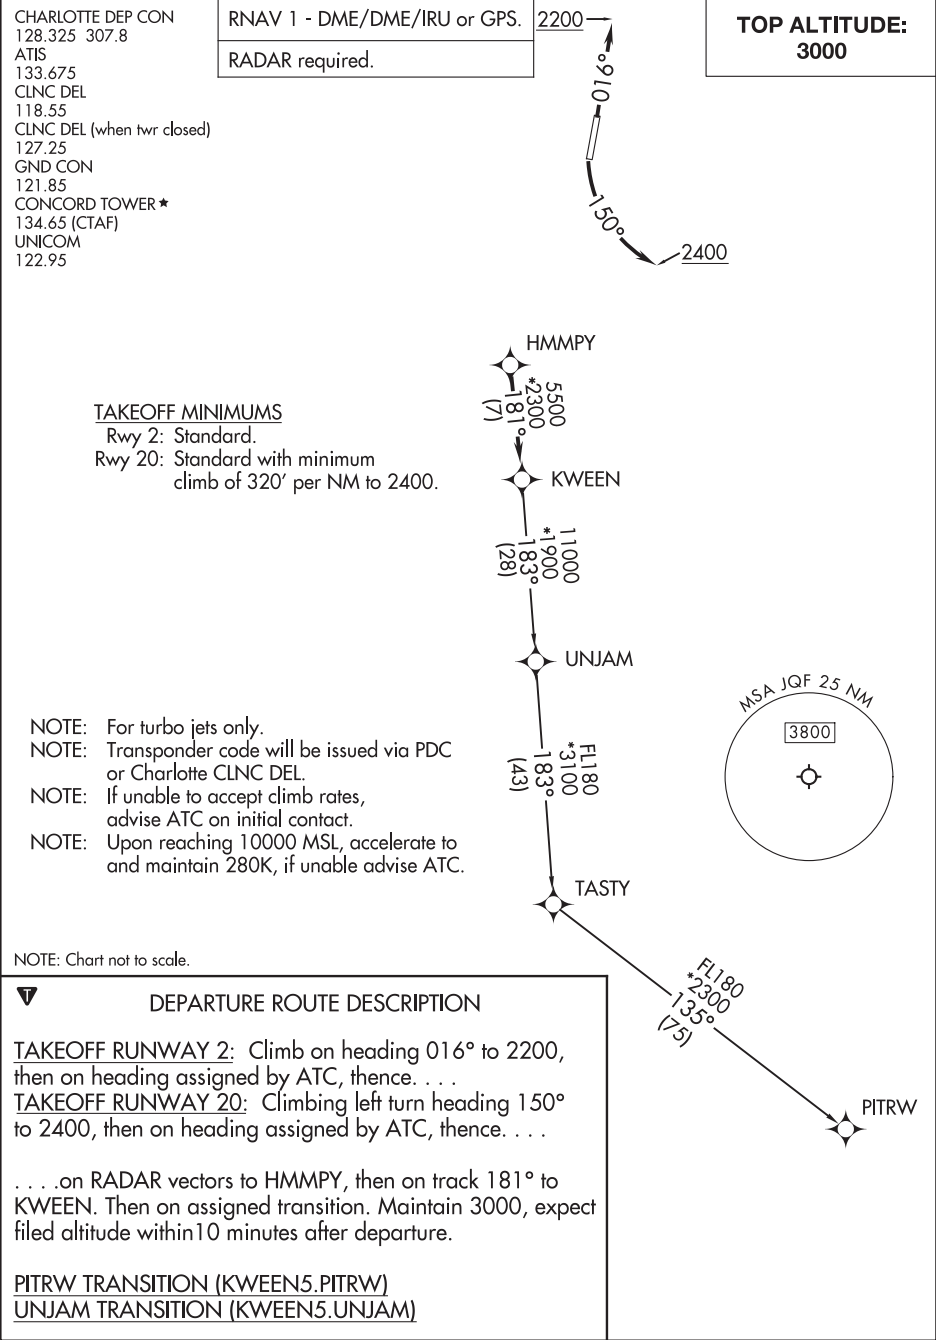 CHARLOTTE DEP CON
128.325 307.8
ATIS
133.675
CLNC DEL
118.55
CLNC DEL (when twr closed)
127.25
GND CON
121.85
CONCORD TOWER★
134.65 (CTAF)
UNICOM
122.95
RNAV 1 - DME/DME/IRU or GPS.
RADAR required.
2200
TOP ALTITUDE:
3000
016°
150°
2400
HMMPY
5500
*2300
181°
(7)
TAKEOFF MINIMUMS
Rwy 2: Standard.
Rwy 20: Standard with minimum
climb of 320' per NM to 2400.
KWEEN
11000
*1900
183°
(28)
UNJAM
MSA JQF 25 NM
3800
NOTE: For turbo jets only.
NOTE: Transponder code will be issued via PDC
or Charlotte CLNC DEL.
NOTE: If unable to accept climb rates,
advise ATC on initial contact.
NOTE: Upon reaching 10000 MSL, accelerate to
and maintain 280K, if unable advise ATC.
FL180
*3100
183°
(43)
TASTY
NOTE: Chart not to scale.
FL180
*2300
135°
(75)
PITRW
T
DEPARTURE ROUTE DESCRIPTION
TAKEOFF RUNWAY 2: Climb on heading 016° to 2200,
then on heading assigned by ATC, thence. . . .
TAKEOFF RUNWAY 20: Climbing left turn heading 150°
to 2400, then on heading assigned by ATC, thence. . . .
. . . .on RADAR vectors to HMMPY, then on track 181° to
KWEEN. Then on assigned transition. Maintain 3000, expect
filed altitude within10 minutes after departure.
PITRW TRANSITION (KWEEN5.PITRW)
UNJAM TRANSITION (KWEEN5.UNJAM)